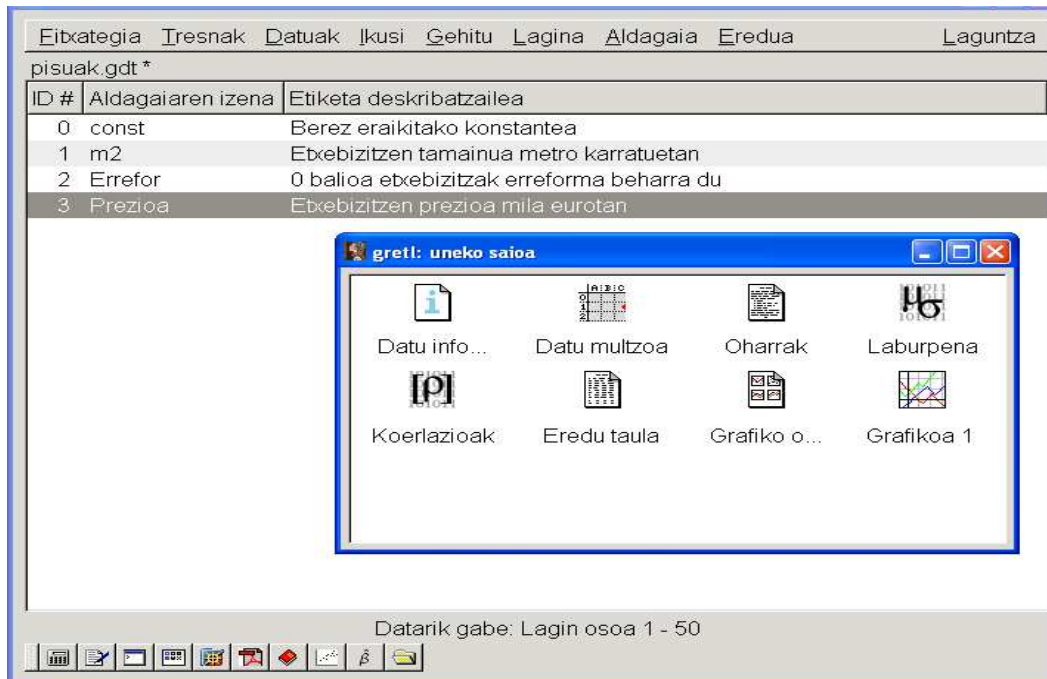 Fitxategia Tresnak Datuak Ikusi Gehitu Lagina Aldagaia Eredua Laguntza
pisuak.gdt *
ID # Aldagaiaren izena Etiketa deskribatzailea
0 const Berez eraikitako konstantea
1 m2 Etxebizitzen tamainua metro karratuetan
2 Errefor 0 balioa etxebizitzak erreforma beharra du
3 Prezioa Etxebizitzen prezioa mila eurotan
gretl: uneko saioa
Datu info... Datu multzoa Oharrak Laburpena
Koerlazioak Eredu taula Grafiko o... Grafikoa 1
Datarik gabe: Lagin osoa 1 - 50